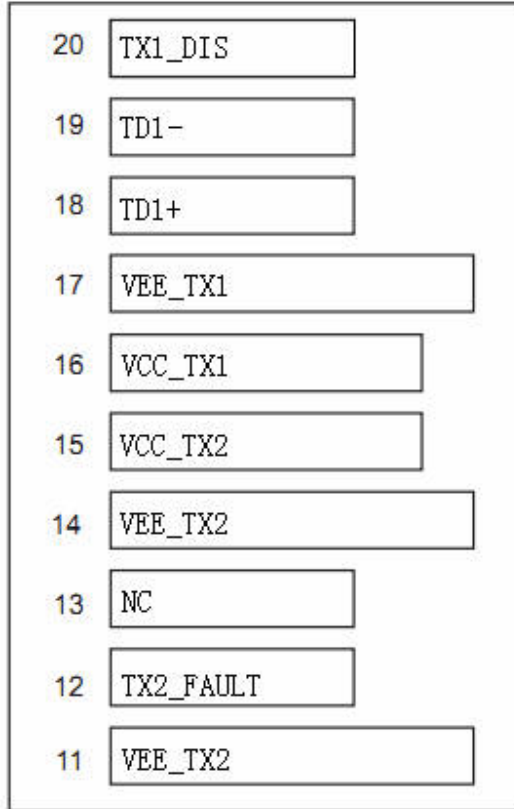 20 TX1_DIS
19 TD1-
18 TD1+
17 VEE_TX1
16 VCC_TX1
15 VCC_TX2
14 VEE_TX2
13 NC
12 TX2_FAULT
11 VEE_TX2